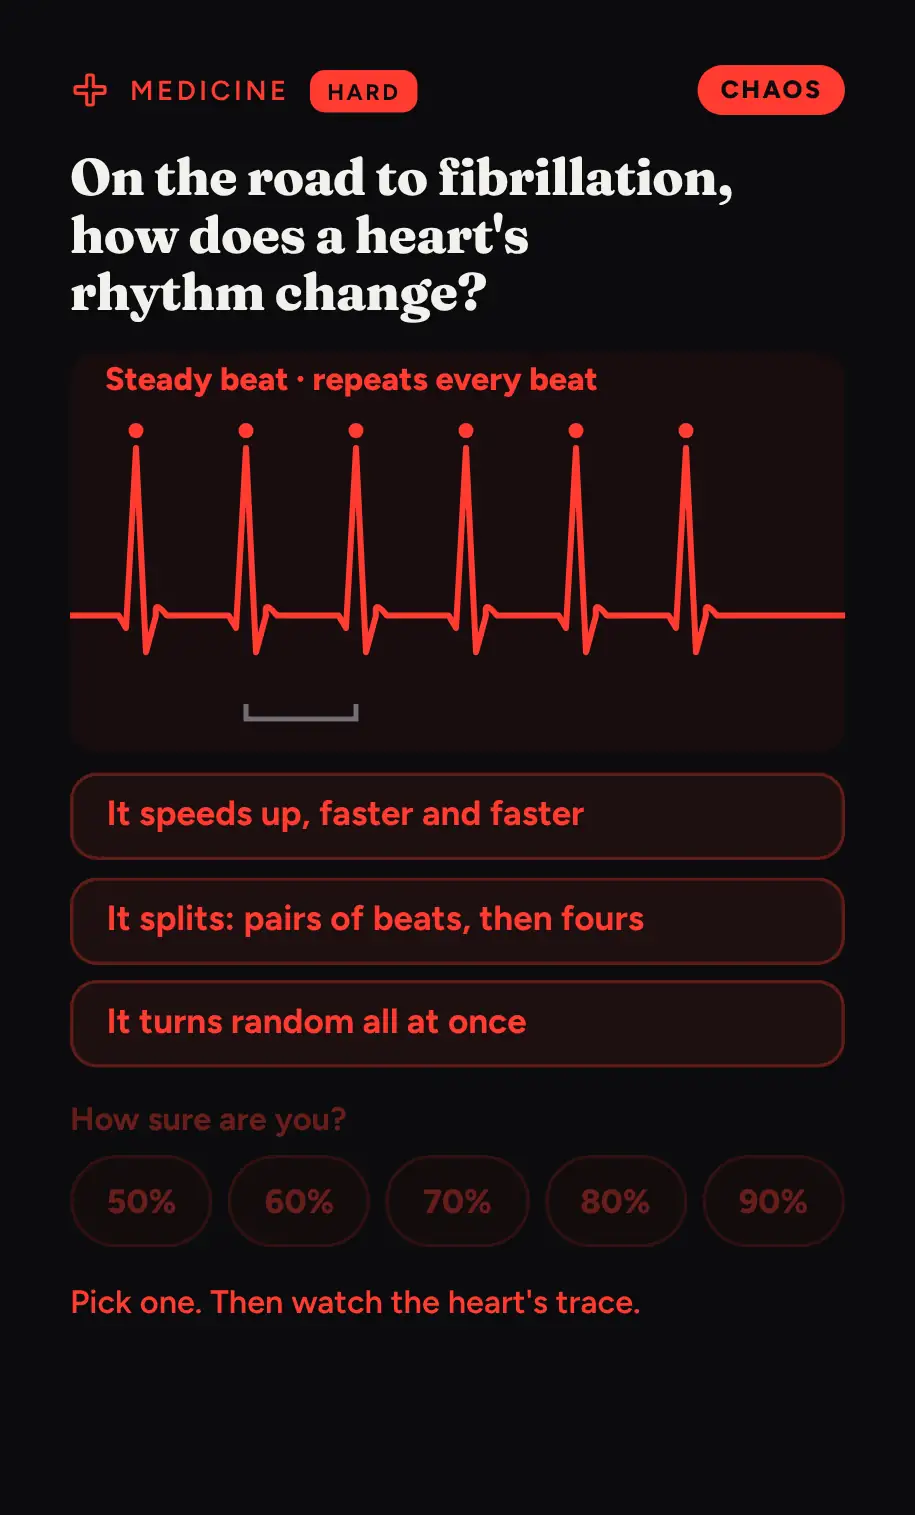 MEDICINE HARD CHAOS
On the road to fibrillation,
how does a heart's
rhythm change?
Steady beat · repeats every beat
It speeds up, faster and faster
It splits: pairs of beats, then fours
It turns random all at once
How sure are you?
50% 60% 70% 80% 90%
Pick one. Then watch the heart's trace.